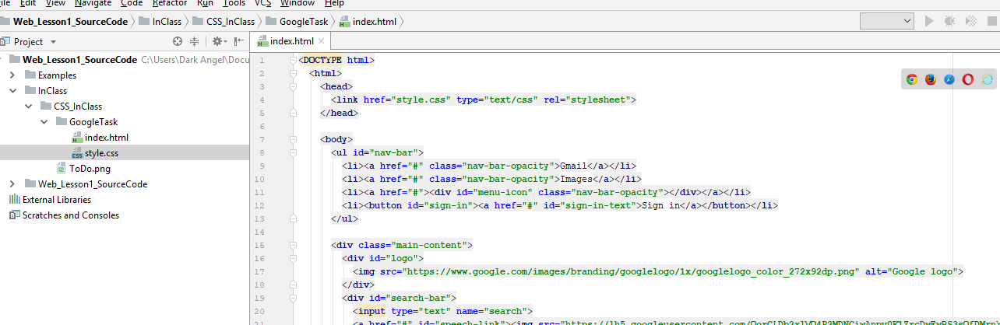 File Edit View Navigate Code Refactor Run Tools VCS Window Help
Web_Lesson1_SourceCode InClass CSS_InClass GoogleTask index.html
Project
index.html
Web_Lesson1_SourceCode C:\Users\Dark Angel\Docu
Examples
InClass
CSS_InClass
GoogleTask
index.html
style.css
ToDo.png
Web_Lesson1_SourceCode
External Libraries
Scratches and Consoles
1 <DOCTYPE html>
2 <html>
3 <head>
4 <link href="style.css" type="text/css" rel="stylesheet">
5 </head>
6
7 <body>
8 <ul id="nav-bar">
9 <li><a href="#" class="nav-bar-opacity">Gmail</a></li>
10 <li><a href="#" class="nav-bar-opacity">Images</a></li>
11 <li><a href="#"><div id="menu-icon" class="nav-bar-opacity"></div></a></li>
12 <li><button id="sign-in"><a href="#" id="sign-in-text">Sign in</a></button></li>
13 </ul>
14
15 <div class="main-content">
16 <div id="logo">
17 <img src="https://www.google.com/images/branding/googlelogo/1x/googlelogo_color_272x92dp.png" alt="Google logo">
18 </div>
19 <div id="search-bar">
20 <input type="text" name="search">
<a href="#" id="speech-link"><img src="https://lh5.googleusercontent.com/